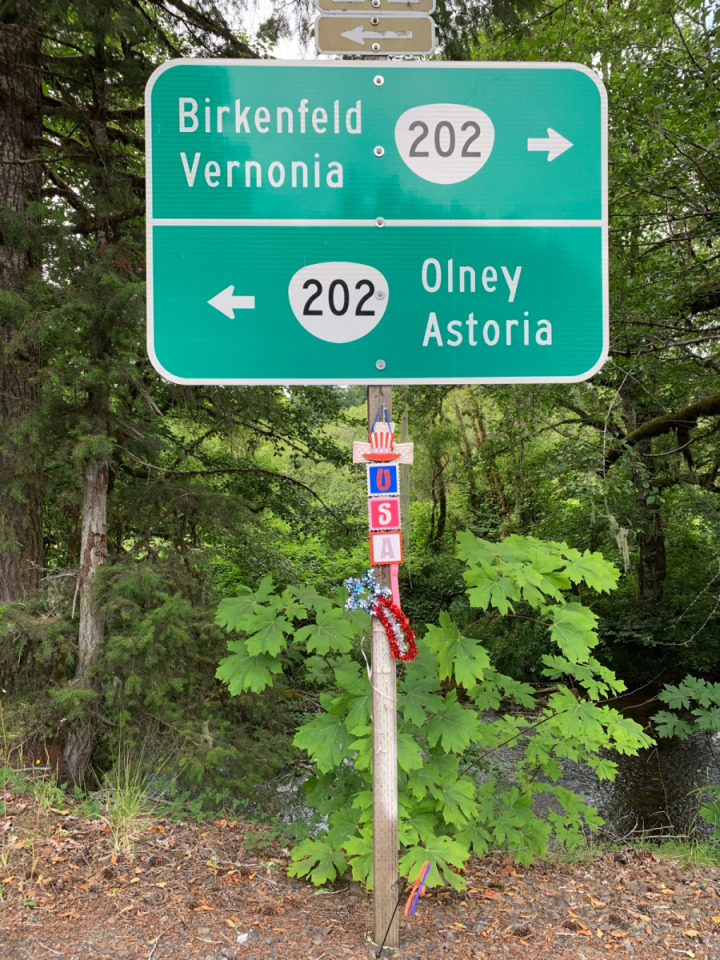 Birkenfeld
Vernonia
202
202
Olney
Astoria
U
S
A